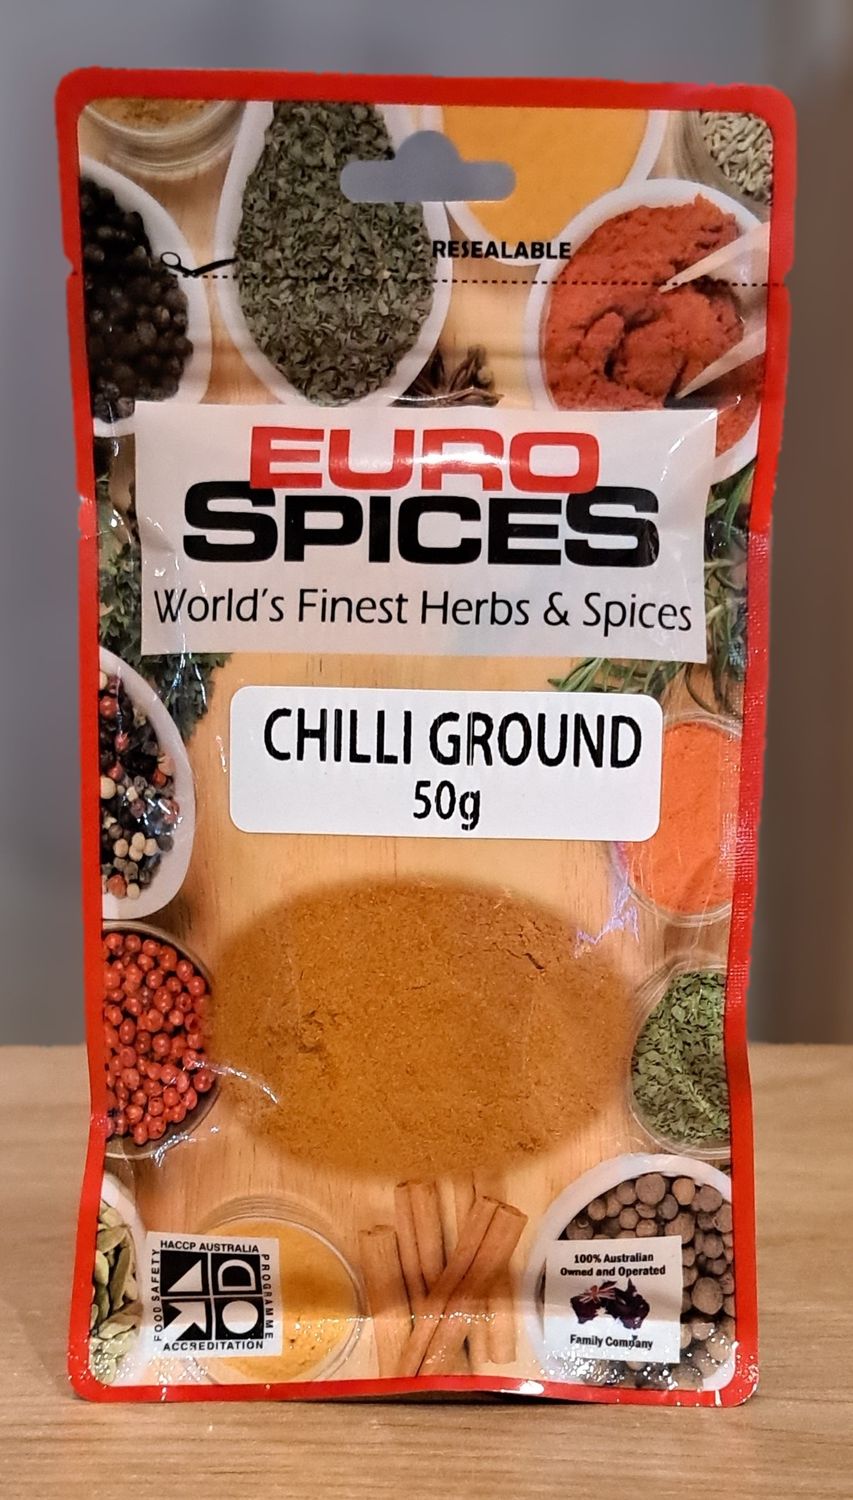 RESEALABLE
EURO
SPICES
World's Finest Herbs & Spices
CHILLI GROUND
50g
HACCP AUSTRALIA
FOOD SAFETY
PROGRAMME
ACCREDITATION
100% Australian
Owned and Operated
Family Company